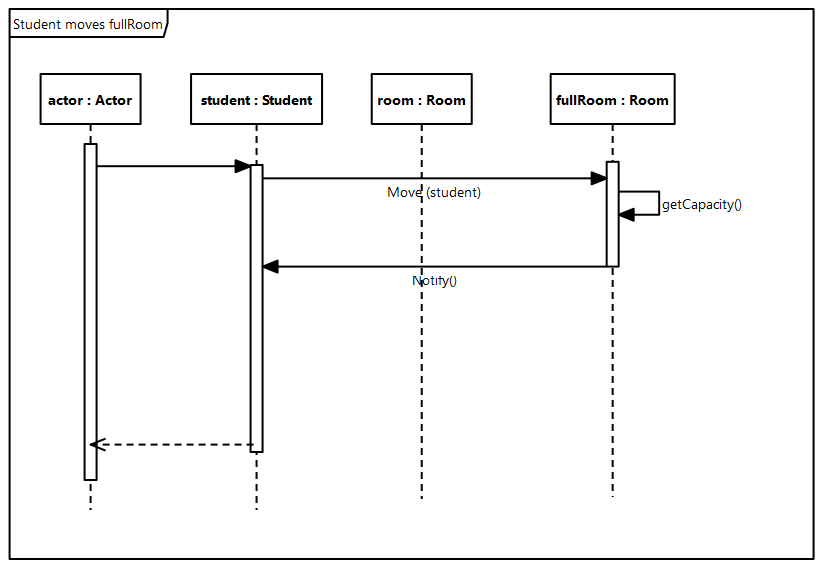 Student moves fullRoom
actor : Actor
student : Student
room : Room
fullRoom : Room
Move (student)
getCapacity()
Notify()